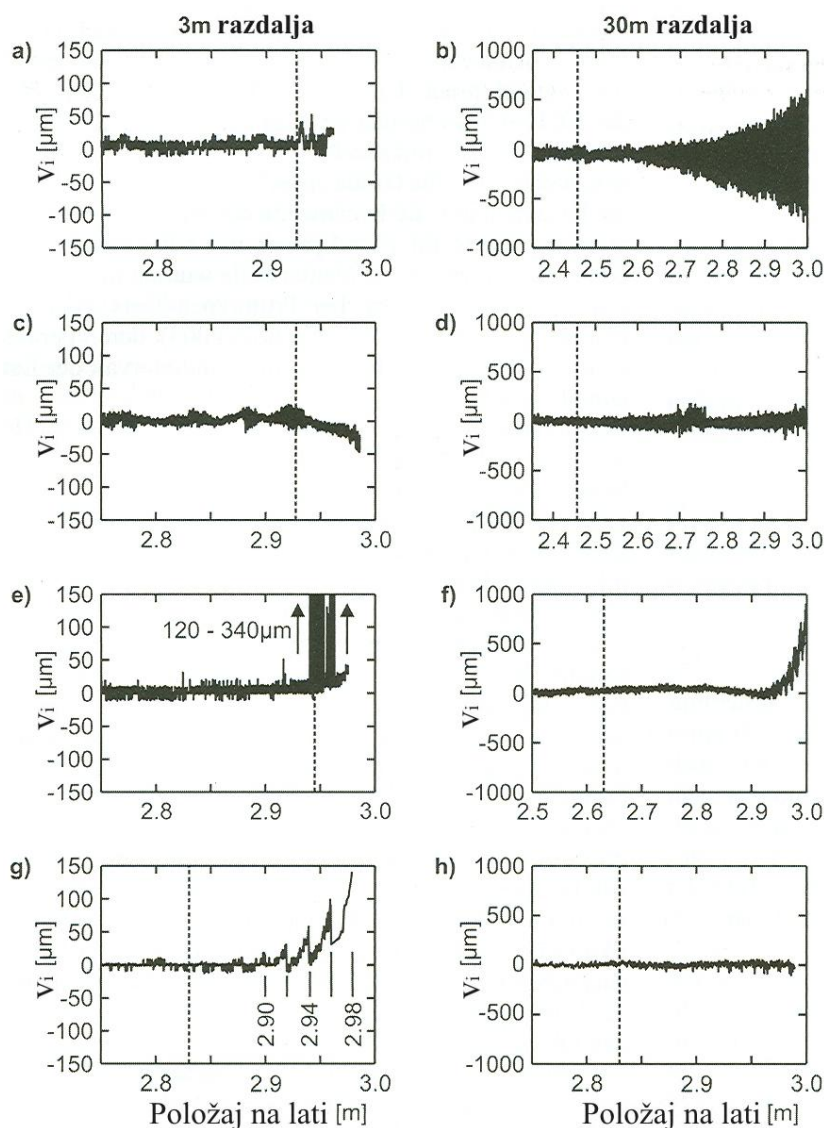 3m razdalja 30m razdalja
a) 150 100 50 0 -50 -100 -150 Vi [µm] 2.8 2.9 3.0
b) 1000 500 0 -500 -1000 Vi [µm] 2.4 2.5 2.6 2.7 2.8 2.9 3.0
c) 150 100 50 0 -50 -100 -150 Vi [µm] 2.8 2.9 3.0
d) 1000 500 0 -500 -1000 Vi [µm] 2.4 2.5 2.6 2.7 2.8 2.9 3.0
e) 150 100 50 0 -50 -100 -150 Vi [µm] 120 - 340µm 2.8 2.9 3.0
f) 1000 500 0 -500 -1000 Vi [µm] 2.5 2.6 2.7 2.8 2.9 3.0
g) 150 100 50 0 -50 -100 -150 Vi [µm] 2.90 2.94 2.98 2.8 2.9 3.0
h) 1000 500 0 -500 -1000 Vi [µm] 2.8 2.9 3.0
Položaj na lati [m] Položaj na lati [m]